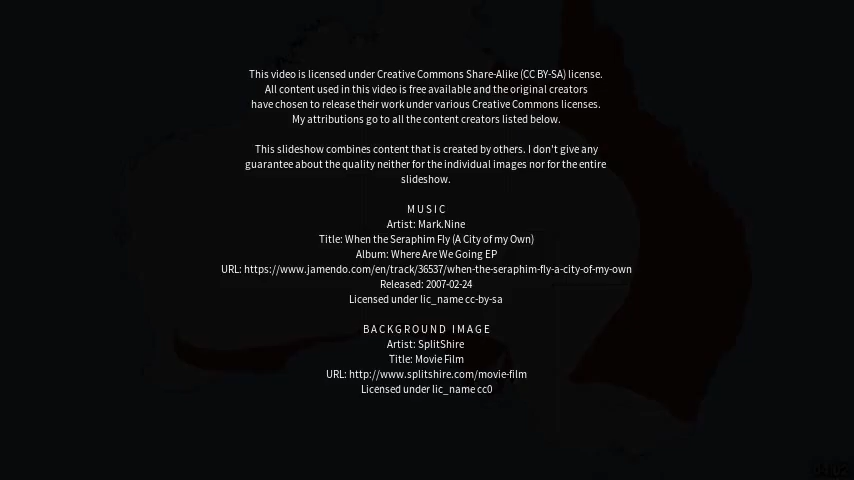 This video is licensed under Creative Commons Share-Alike (CC BY-SA) license.
All content used in this video is free available and the original creators
have chosen to release their work under various Creative Commons licenses.
My attributions go to all the content creators listed below.
This slideshow combines content that is created by others. I don't give any
guarantee about the quality neither for the individual images nor for the entire
slideshow.
MUSIC
Artist: Mark.Nine
Title: When the Seraphim Fly (A City of my Own)
Album: Where Are We Going EP
URL: https://www.jamendo.com/en/track/36537/when-the-seraphim-fly-a-city-of-my-own
Released: 2007-02-24
Licensed under lic_name cc-by-sa
BACKGROUND IMAGE
Artist: SplitShire
Title: Movie Film
URL: http://www.splitshire.com/movie-film
Licensed under lic_name cc0